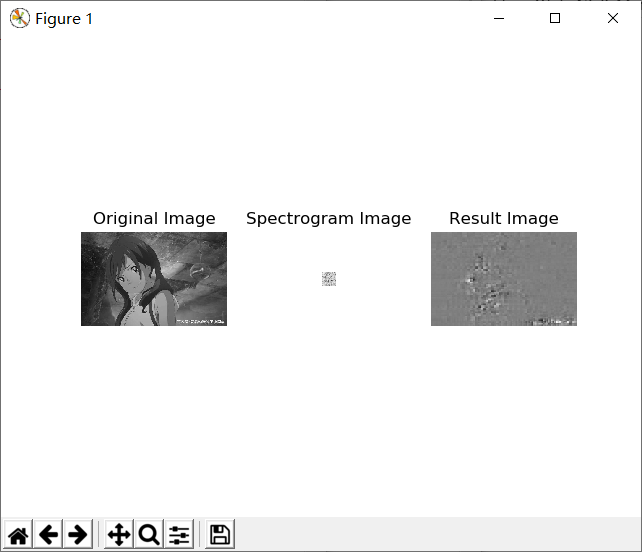 Figure 1
Original Image
Spectrogram Image
Result Image